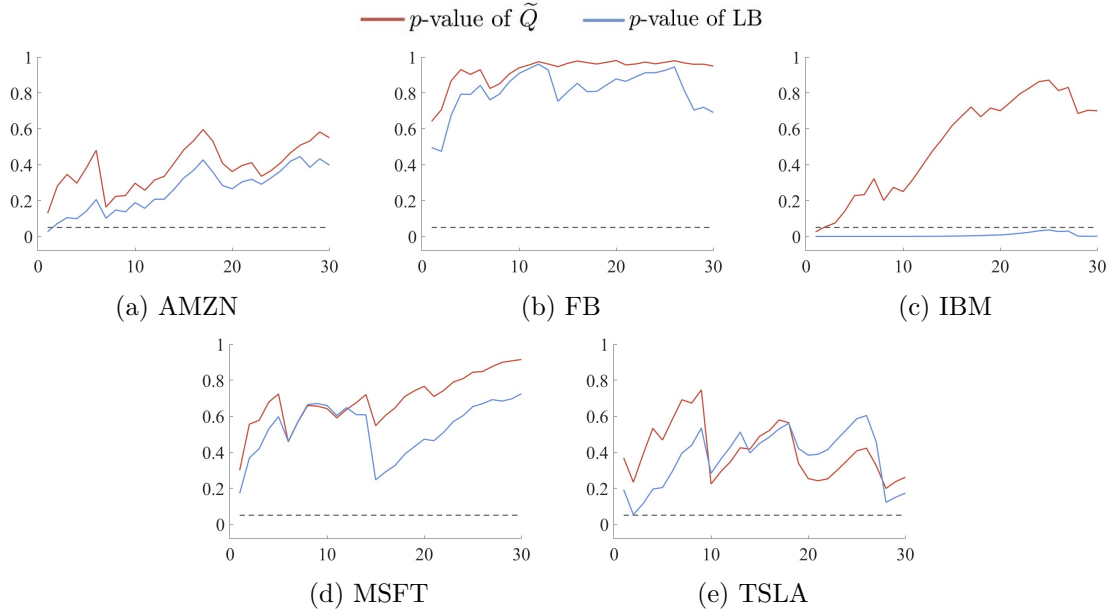 p-value of Q̃ p-value of LB
1 1 1
0.8 0.8 0.8
0.6 0.6 0.6
0.4 0.4 0.4
0.2 0.2 0.2
0 0 0
0 10 20 30 0 10 20 30 0 10 20 30
(a) AMZN (b) FB (c) IBM
1 1
0.8 0.8
0.6 0.6
0.4 0.4
0.2 0.2
0 0
0 10 20 30 0 10 20 30
(d) MSFT (e) TSLA